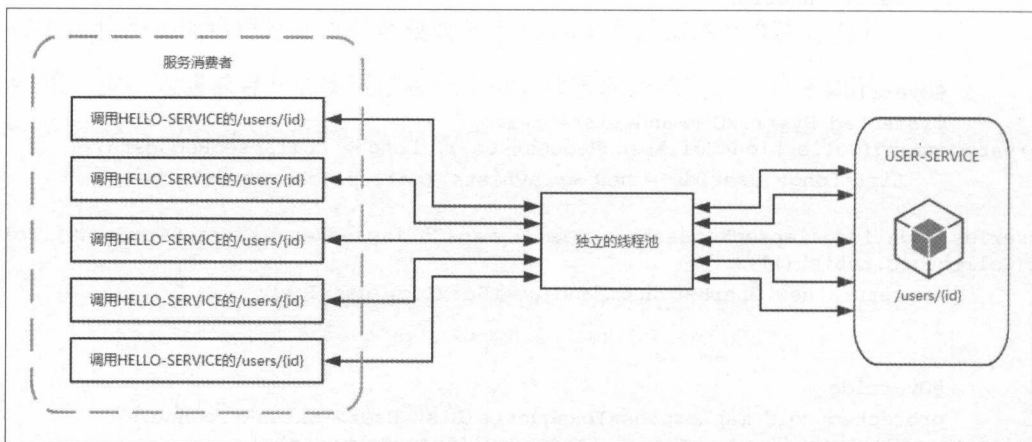 服务消费者
调用HELLO-SERVICE的/users/{id}
调用HELLO-SERVICE的/users/{id}
调用HELLO-SERVICE的/users/{id}
调用HELLO-SERVICE的/users/{id}
调用HELLO-SERVICE的/users/{id}
独立的线程池
USER-SERVICE
/users/{id}